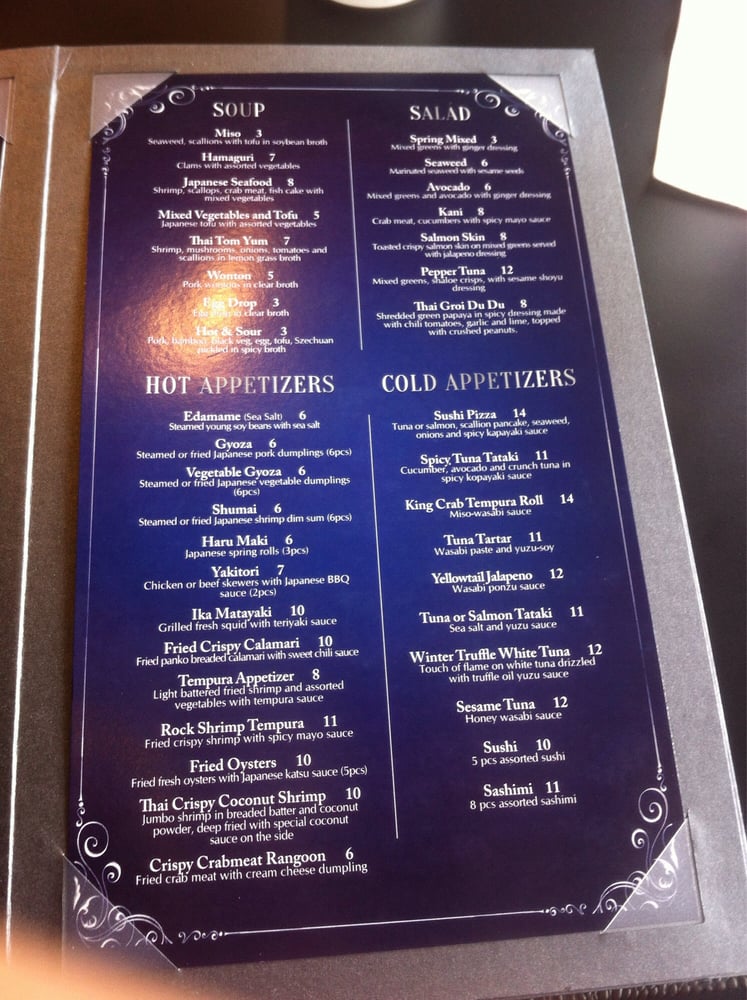 SOUP
Miso 3
Seaweed, scallions with tofu in soybean broth
Hamaguri 7
Clams with assorted vegetables
Japanese Seafood 8
Shrimp, scallops, crab meat, fish cake with
mixed vegetables
Mixed Vegetables and Tofu 5
Japanese tofu with assorted vegetables
Thai Tom Yum 7
Shrimp, mushrooms, onions, tomatoes and
scallions in lemon grass broth
Wonton 5
Pork wontons in clear broth
Egg Drop 3
in clear broth
Hot & Sour 3
Pork, bamboo, black veg, egg, tofu, Szechuan
pickled in spicy broth
SALAD
Spring Mixed 3
Mixed greens with ginger dressing
Seaweed 6
Marinated seaweed with sesame seeds
Avocado 6
Mixed greens and avocado with ginger dressing
Kani 8
Crab meat, cucumbers with spicy mayo sauce
Salmon Skin 8
Toasted crispy salmon skin on mixed greens served
with jalapeno dressing
Pepper Tuna 12
Mixed greens, shaloe crisps, with sesame shoyu
dressing
Thai Groi Du Du 8
Shredded green papaya in spicy dressing made
with chili tomatoes, garlic and lime, topped
with crushed peanuts.
HOT APPETIZERS
Edamame (Sea Salt) 6
Steamed young soy beans with sea salt
Gyoza 6
Steamed or fried Japanese pork dumplings (6pcs)
Vegetable Gyoza 6
Steamed or fried Japanese vegetable dumplings
(6pcs)
Shumai 6
Steamed or fried Japanese shrimp dim sum (6pcs)
Haru Maki 6
Japanese spring rolls (3pcs)
Yakitori 7
Chicken or beef skewers with Japanese BBQ
sauce (2pcs)
Ika Matayaki 10
Grilled fresh squid with teriyaki sauce
Fried Crispy Calamari 10
Fried panko breaded calamari with sweet chili sauce
Tempura Appetizer 8
Light battered fried shrimp and assorted
vegetables with tempura sauce
Rock Shrimp Tempura 11
Fried crispy shrimp with spicy mayo sauce
Fried Oysters 10
Fried fresh oysters with Japanese katsu sauce (5pcs)
Thai Crispy Coconut Shrimp 10
Jumbo shrimp in breaded batter and coconut
powder, deep fried with special coconut
sauce on the side
Crispy Crabmeat Rangoon 6
Fried crab meat with cream cheese dumpling
COLD APPETIZERS
Sushi Pizza 14
Tuna or salmon, scallion pancake, seaweed,
onions and spicy kapayaki sauce
Spicy Tuna Tataki 11
Cucumber, avocado and crunch tuna in
spicy kopayaki sauce
King Crab Tempura Roll 14
Miso-wasabi sauce
Tuna Tartar 11
Wasabi paste and yuzu-soy
Yellowtail Jalapeno 12
Wasabi ponzu sauce
Tuna or Salmon Tataki 11
Sea salt and yuzu sauce
Winter Truffle White Tuna 12
Touch of flame on white tuna drizzled
with truffle oil yuzu sauce
Sesame Tuna 12
Honey wasabi sauce
Sushi 10
5 pcs assorted sushi
Sashimi 11
8 pcs assorted sashimi